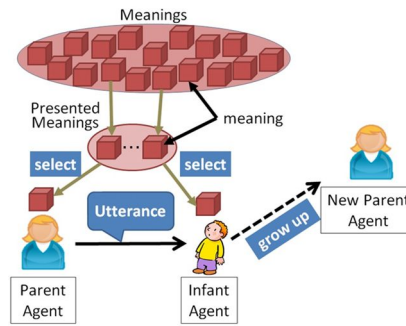 Meanings
Presented
Meanings
...
meaning
select
select
Utterance
grow up
New Parent
Agent
Parent
Agent
Infant
Agent